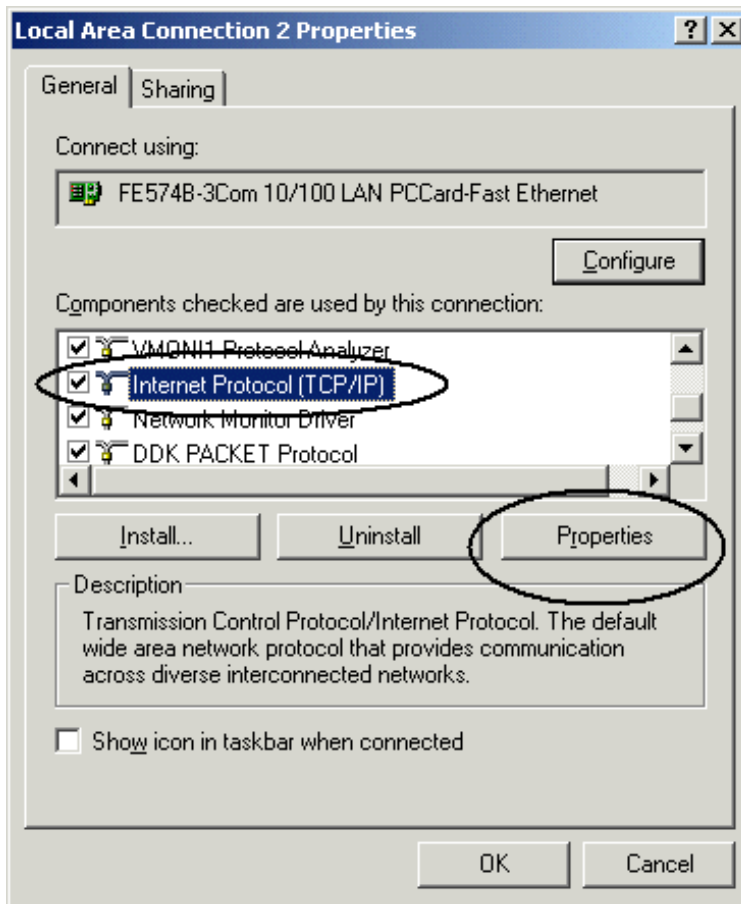 Local Area Connection 2 Properties
General
Sharing
Connect using:
FE574B-3Com 10/100 LAN PCCard-Fast Ethernet
Configure
Components checked are used by this connection:
VMONI1 Protocol Analyzer
Internet Protocol (TCP/IP)
Network Monitor Driver
DDK PACKET Protocol
Install...
Uninstall
Properties
Description
Transmission Control Protocol/Internet Protocol. The default
wide area network protocol that provides communication
across diverse interconnected networks.
Show icon in taskbar when connected
OK
Cancel